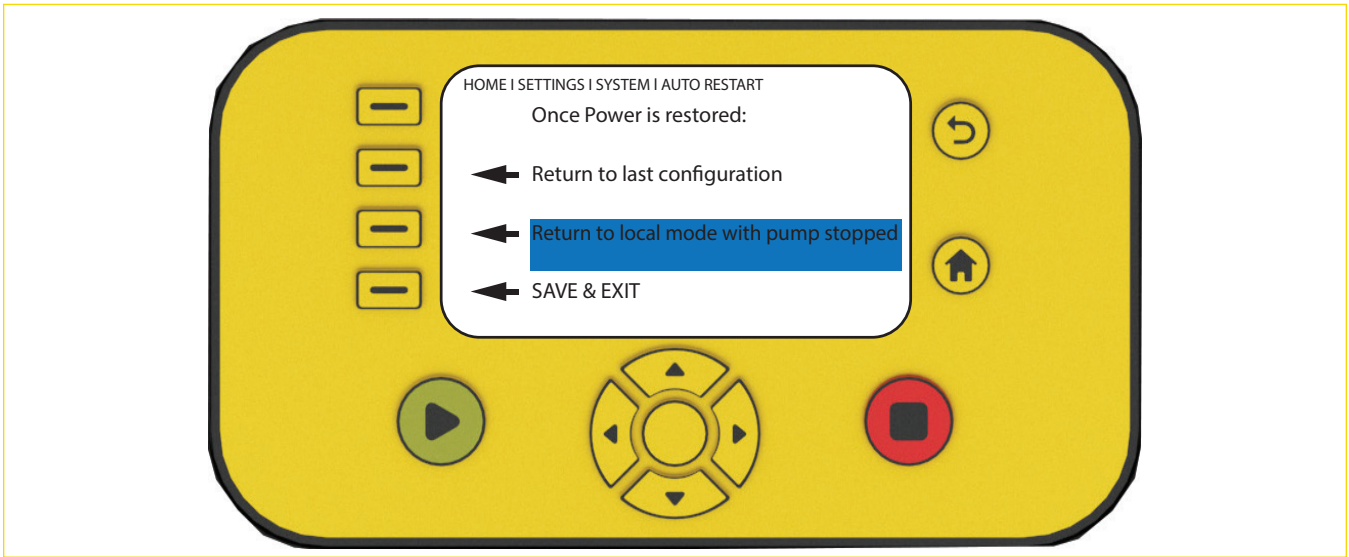 HOME I SETTINGS I SYSTEM I AUTO RESTART
Once Power is restored:
Return to last configuration
Return to local mode with pump stopped
SAVE & EXIT